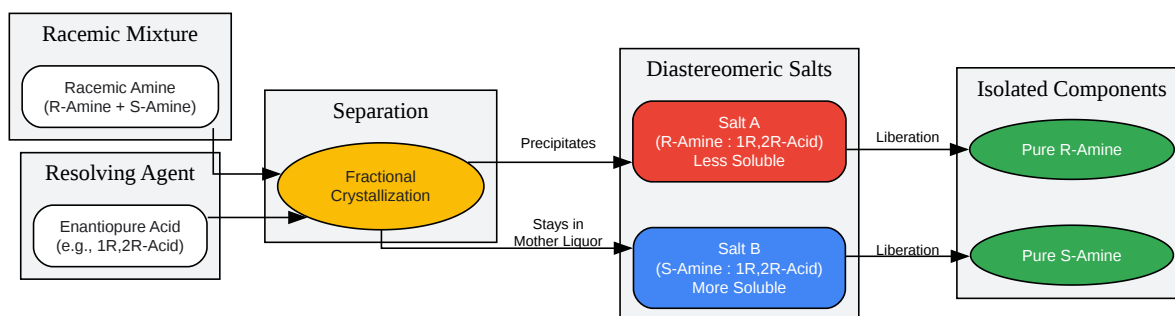 Racemic Mixture
Racemic Amine
(R-Amine + S-Amine)
Resolving Agent
Enantiopure Acid
(e.g., 1R,2R-Acid)
Separation
Fractional
Crystallization
Precipitates
Stays in
Mother Liquor
Diastereomeric Salts
Salt A
(R-Amine : 1R,2R-Acid)
Less Soluble
Salt B
(S-Amine : 1R,2R-Acid)
More Soluble
Liberation
Liberation
Isolated Components
Pure R-Amine
Pure S-Amine